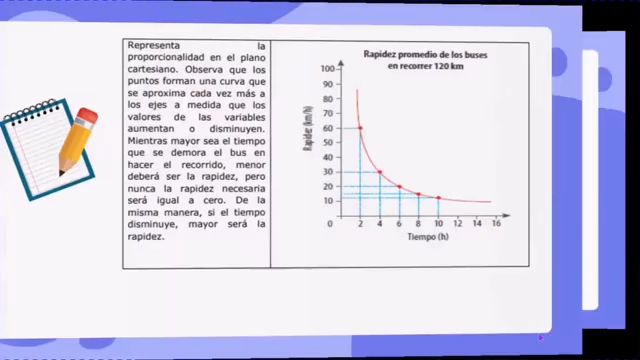 Representa la
proporcionalidad en el plano
cartesiano. Observa que los
puntos forman una curva que
se aproxima cada vez más a
los ejes a medida que los
valores de las variables
aumentan o disminuyen.
Mientras mayor sea el tiempo
que se demora el bus en
hacer el recorrido, menor
deberá ser la rapidez, pero
nunca la rapidez necesaria
será igual a cero. De la
misma manera, si el tiempo
disminuye, mayor será la
rapidez.
Rapidez promedio de los buses
en recorrer 120 km
Rapidez (km/h)
100
90
80
70
60
50
40
30
20
10
0 2 4 6 8 10 12 14 16
Tiempo (h)